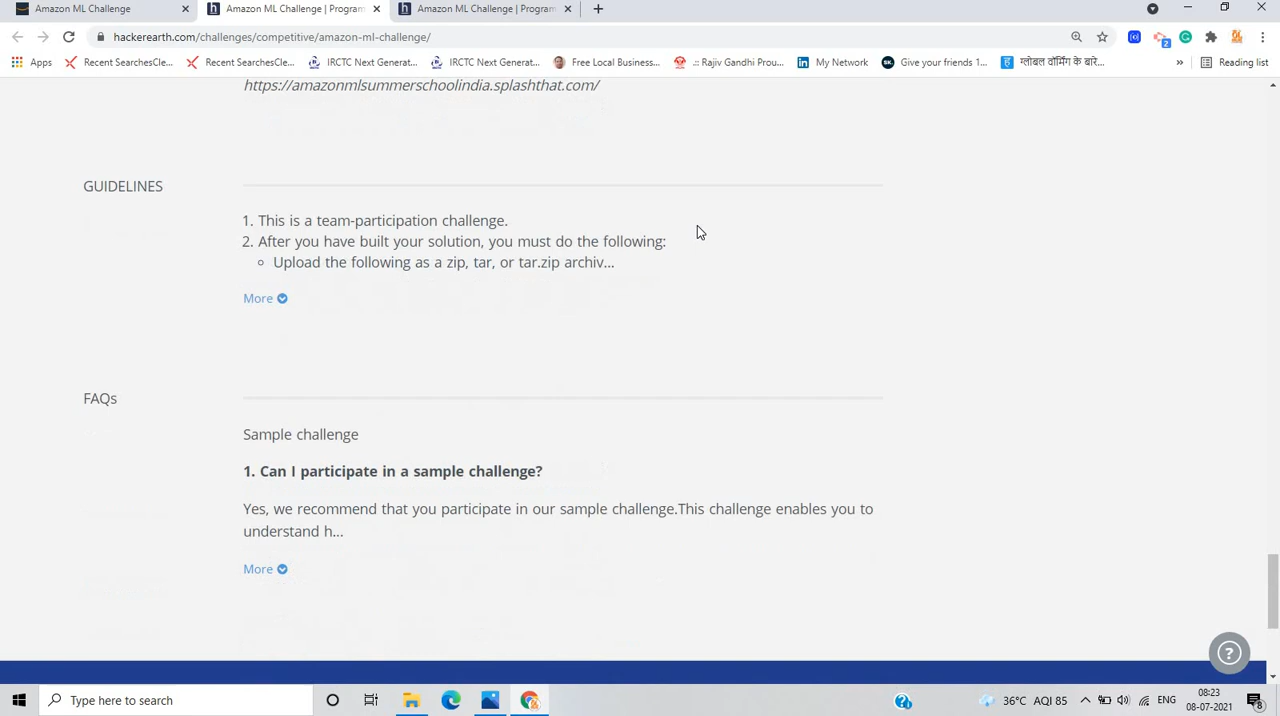 Amazon ML Challenge
Amazon ML Challenge | Program
Amazon ML Challenge | Program
hackerearth.com/challenges/competitive/amazon-ml-challenge/
Apps
Recent SearchesCle...
Recent SearchesCle...
IRCTC Next Generat...
IRCTC Next Generat...
Free Local Business...
.:: Rajiv Gandhi Prou...
My Network
Give your friends 1...
ग्लोबल वॉर्मिंग के बारे...
»
Reading list
https://amazonmlsummerschoolindia.splashthat.com/
GUIDELINES
1. This is a team-participation challenge.
2. After you have built your solution, you must do the following:
Upload the following as a zip, tar, or tar.zip archiv...
More
FAQs
Sample challenge
1. Can I participate in a sample challenge?
Yes, we recommend that you participate in our sample challenge.This challenge enables you to
understand h...
More
Type here to search
36°C AQI 85
ENG
08:23
08-07-2021